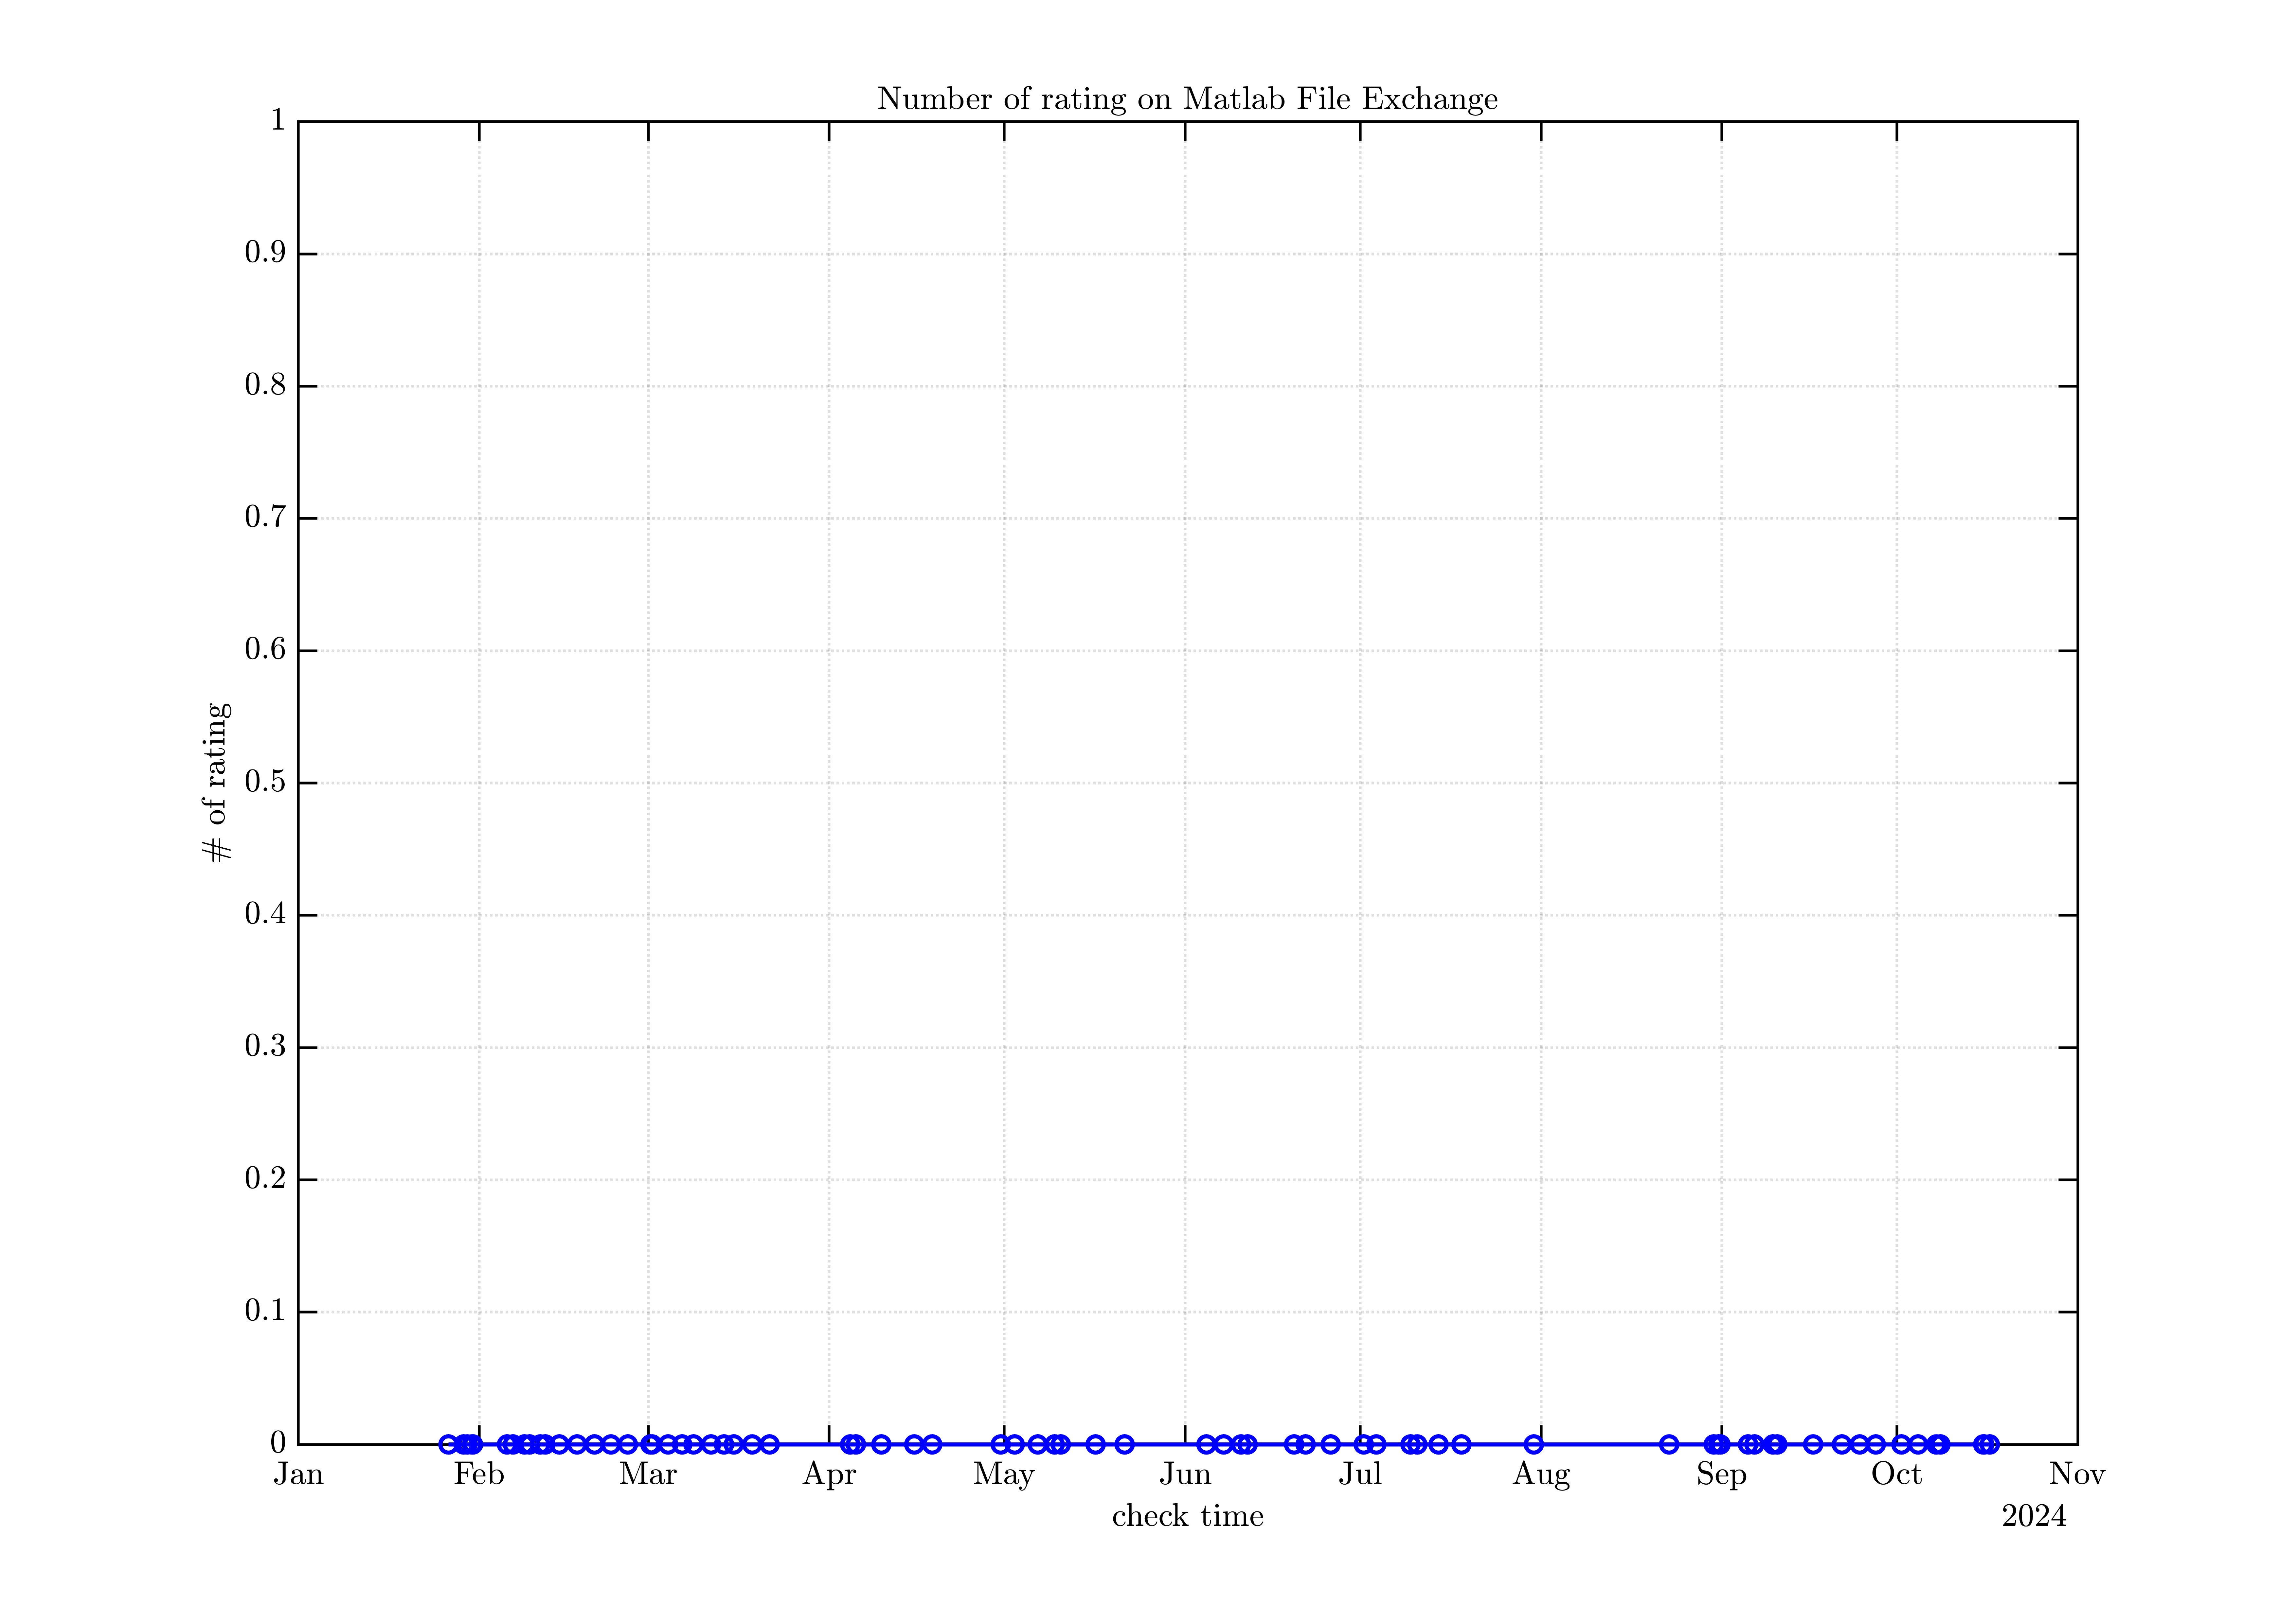 Number of rating on Matlab File Exchange
1
0.9
0.8
0.7
0.6
0.5
0.4
0.3
0.2
0.1
0
# of rating
Jan Feb Mar Apr May Jun Jul Aug Sep Oct Nov
check time 2024